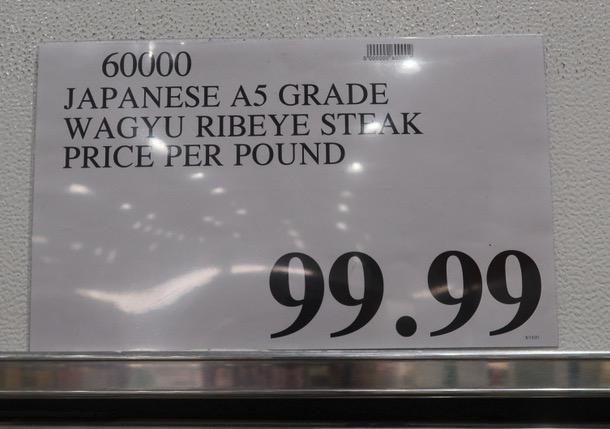 60000
JAPANESE A5 GRADE
WAGYU RIBEYE STEAK
PRICE PER POUND
99.99